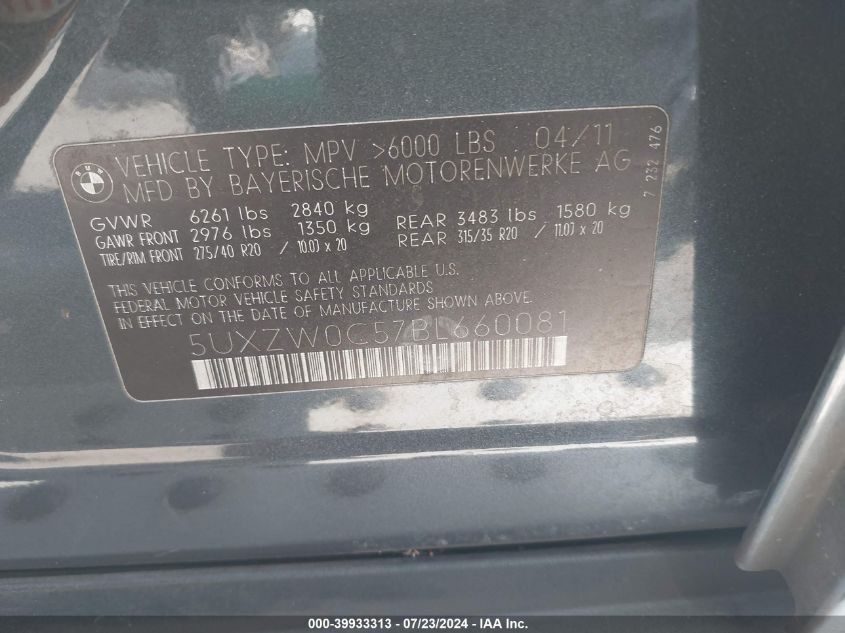 BMW
VEHICLE TYPE: MPV >6000 LBS 04/11
MFD BY BAYERISCHE MOTORENWERKE AG
7 232 476
GVWR 6261 lbs 2840 kg
GAWR FRONT 2976 lbs 1350 kg REAR 3483 lbs 1580 kg
TIRE/RIM FRONT 275/40 R20 / 10.0J x 20 REAR 315/35 R20 / 11.0J x 20
THIS VEHICLE CONFORMS TO ALL APPLICABLE U.S.
FEDERAL MOTOR VEHICLE SAFETY STANDARDS
IN EFFECT ON THE DATE OF MANUFACTURE SHOWN ABOVE.
5UXZW0C57BL660081
000-39933313 - 07/23/2024 - IAAI.com